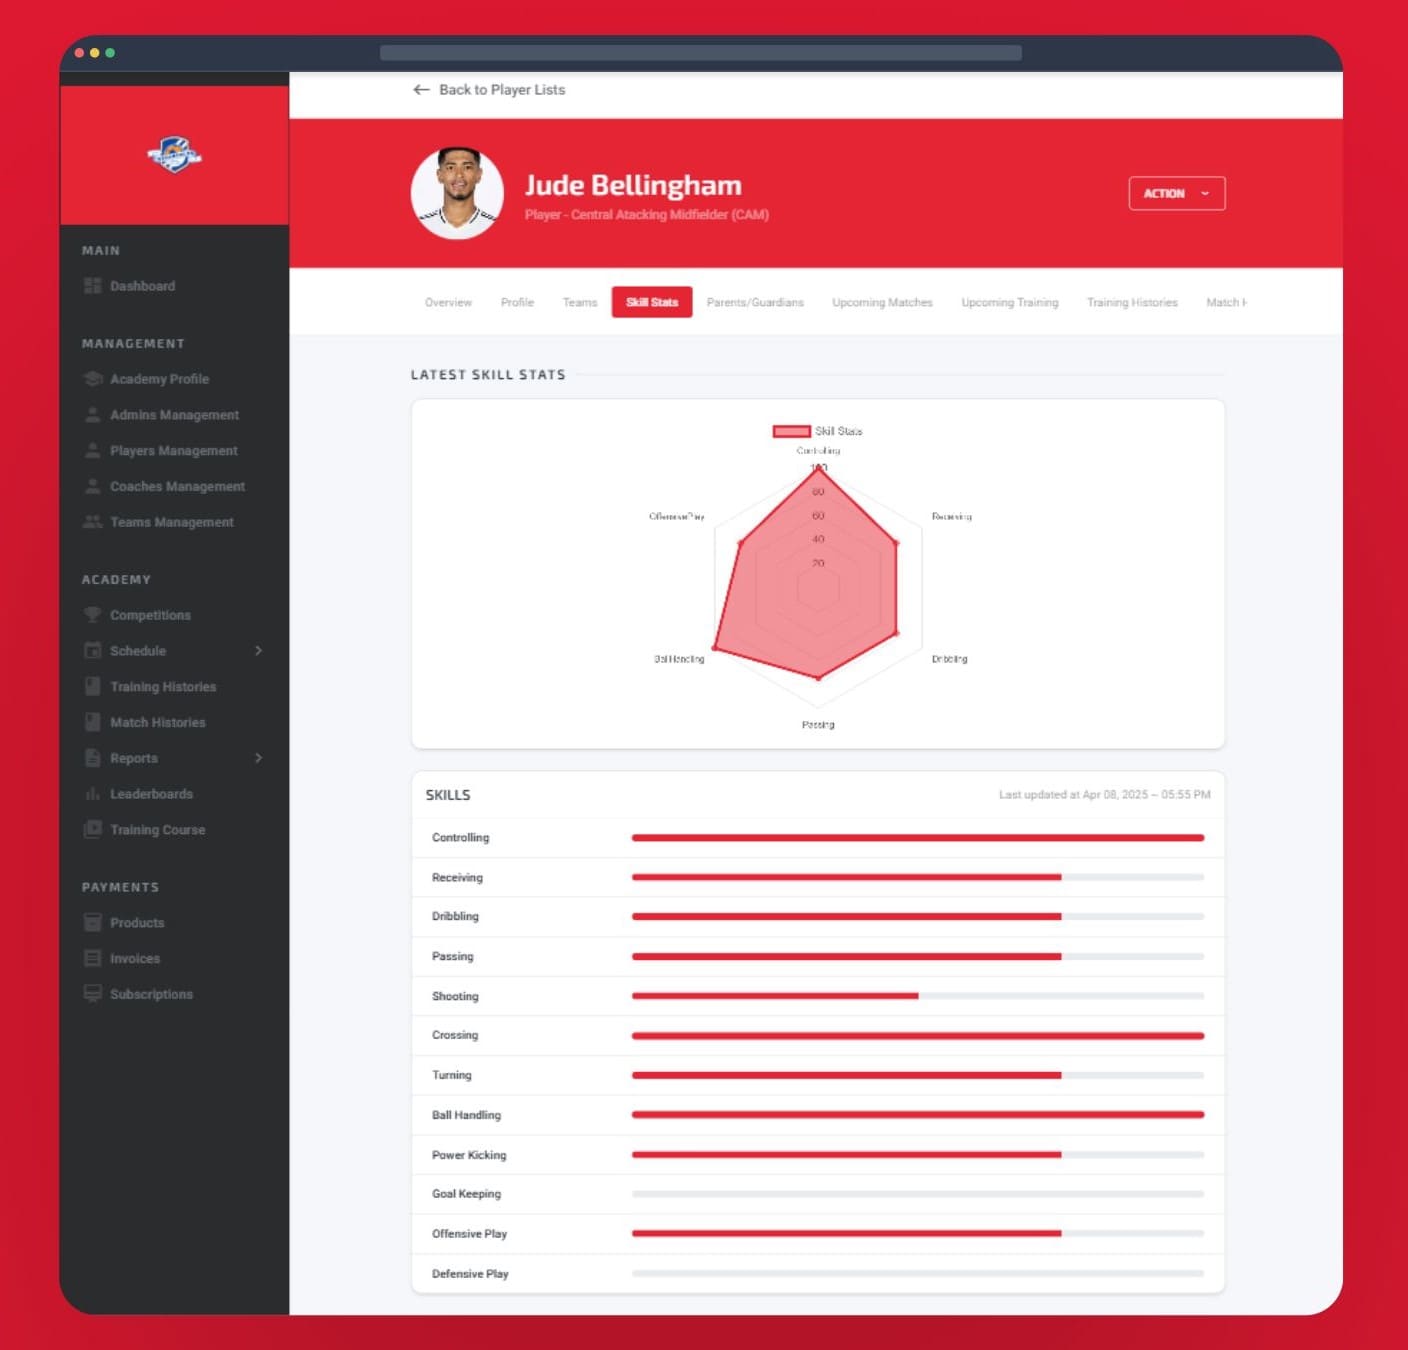 ← Back to Player Lists
Jude Bellingham
Player - Central Atacking Midfielder (CAM)
ACTION
MAIN
Dashboard
MANAGEMENT
Academy Profile
Admins Management
Players Management
Coaches Management
Teams Management
ACADEMY
Competitions
Schedule
Training Histories
Match Histories
Reports
Leaderboards
Training Course
PAYMENTS
Products
Invoices
Subscriptions
Overview Profile Teams Skill Stats Parents/Guardians Upcoming Matches Upcoming Training Training Histories Match
LATEST SKILL STATS
Skill Stats
Controlling
100
80
60
40
20
Offensive Play
Receiving
Ball Handling
Dribbling
Passing
SKILLS
Last updated at Apr 08, 2025 – 05:55 PM
Controlling
Receiving
Dribbling
Passing
Shooting
Crossing
Turning
Ball Handling
Power Kicking
Goal Keeping
Offensive Play
Defensive Play